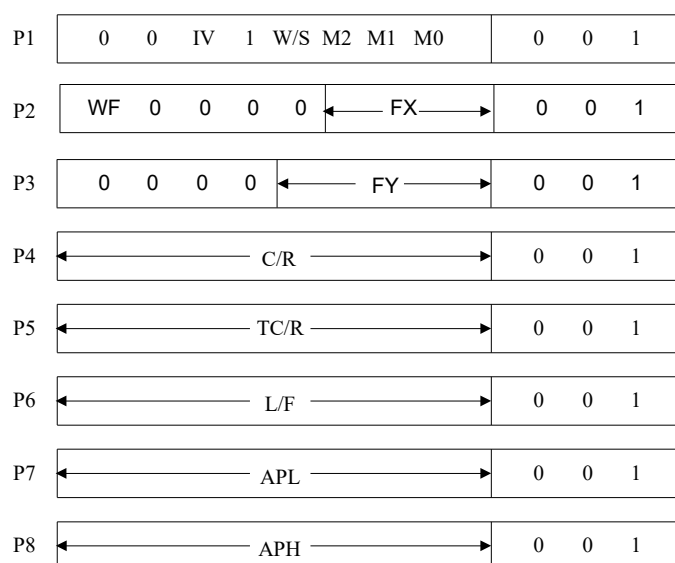 P1 0 0 IV 1 W/S M2 M1 M0 0 0 1
P2 WF 0 0 0 0 FX 0 0 1
P3 0 0 0 0 FY 0 0 1
P4 C/R 0 0 1
P5 TC/R 0 0 1
P6 L/F 0 0 1
P7 APL 0 0 1
P8 APH 0 0 1